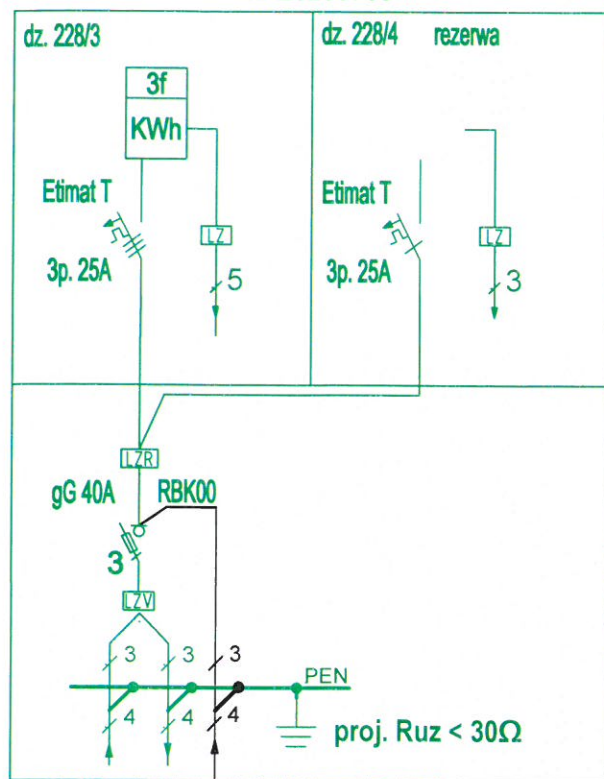 dz. 228/3
3f
KWh
Etimat T
LZ
3p. 25A
5
dz. 228/4 rezerwa
Etimat T
LZ
3p. 25A
3
LZR
gG 40A
RBK00
3
LZV
3
3
3
PEN
4
4
4
proj. Ruz < 30Ω